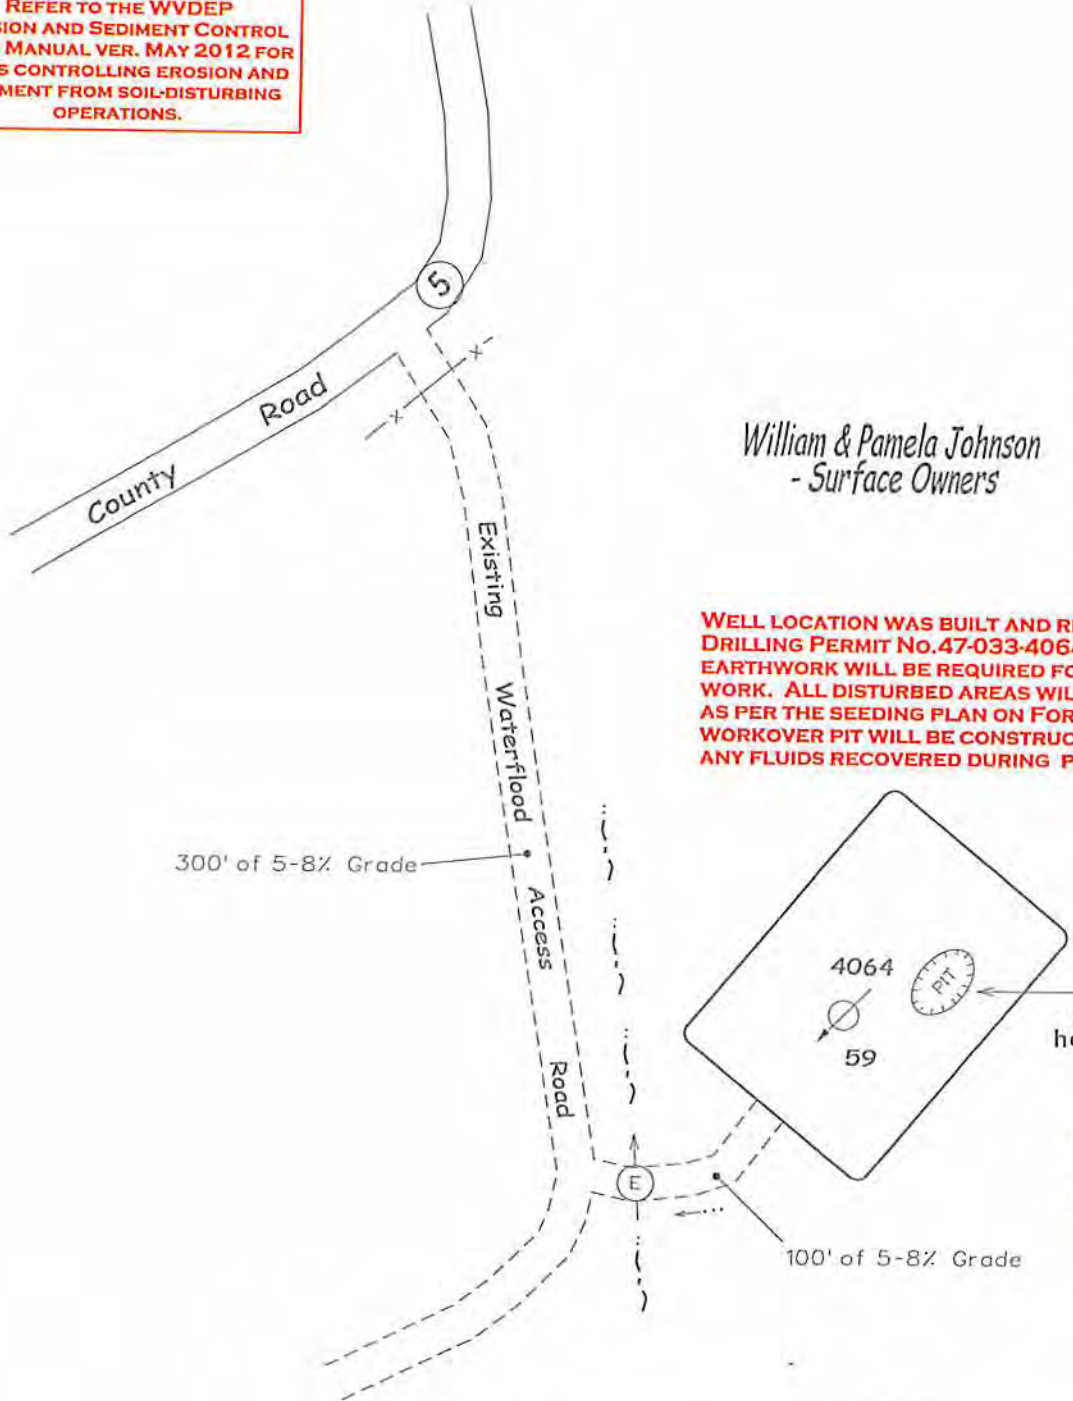 REFER TO THE WVDEP
SION AND SEDIMENT CONTROL
MANUAL VER. MAY 2012 FOR
S CONTROLLING EROSION AND
MENT FROM SOIL-DISTURBING
OPERATIONS.
5
County Road
William & Pamela Johnson
- Surface Owners
Existing Waterflood Access Road
WELL LOCATION WAS BUILT AND R
DRILLING PERMIT NO.47-033-406
EARTHWORK WILL BE REQUIRED FO
WORK. ALL DISTURBED AREAS WIL
AS PER THE SEEDING PLAN ON FOR
WORKOVER PIT WILL BE CONSTRUC
ANY FLUIDS RECOVERED DURING P
300' of 5-8% Grade
4064
PIT
59
he
E
100' of 5-8% Grade